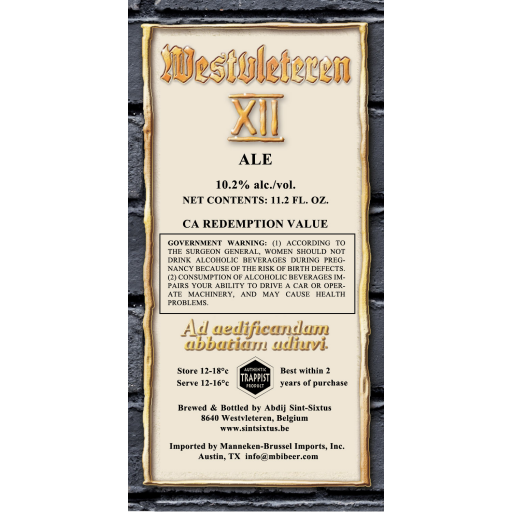 Westvleteren
XII
ALE
10.2% alc./vol.
NET CONTENTS: 11.2 FL. OZ.
CA REDEMPTION VALUE
GOVERNMENT WARNING: (1) ACCORDING TO
THE SURGEON GENERAL, WOMEN SHOULD NOT
DRINK ALCOHOLIC BEVERAGES DURING PREG-
NANCY BECAUSE OF THE RISK OF BIRTH DEFECTS.
(2) CONSUMPTION OF ALCOHOLIC BEVERAGES IM-
PAIRS YOUR ABILITY TO DRIVE A CAR OR OPER-
ATE MACHINERY, AND MAY CAUSE HEALTH
PROBLEMS.
Ad aedificandam
abbatiam adiuvi.
Store 12-18°c
Serve 12-16°c
AUTHENTIC
TRAPPIST
PRODUCT
Best within 2
years of purchase
Brewed & Bottled by Abdij Sint-Sixtus
8640 Westvleteren, Belgium
www.sintsixtus.be
Imported by Manneken-Brussel Imports, Inc.
Austin, TX info@mbibeer.com